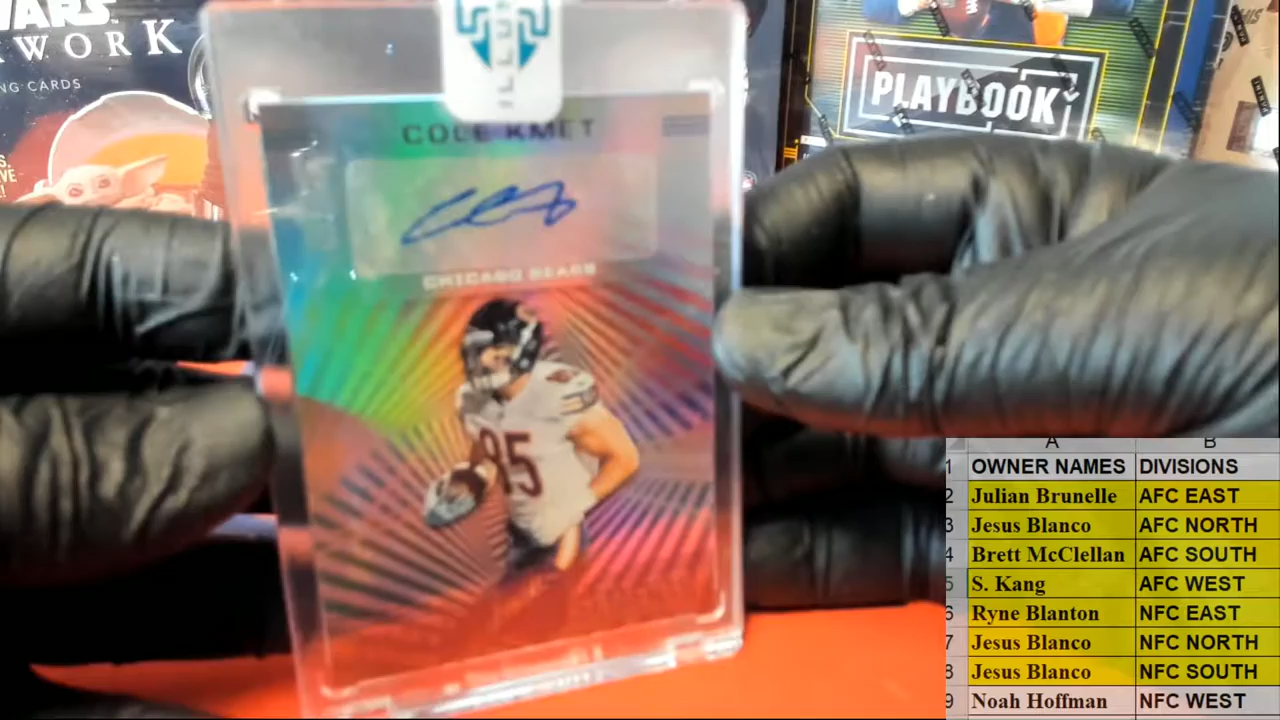 WARS
WORK
NG CARDS
S.
VE
!
PLAYBOOK
ILLU
COLE KMET
CHICAGO BEARS
85
A B
1 OWNER NAMES DIVISIONS
2 Julian Brunelle AFC EAST
3 Jesus Blanco AFC NORTH
4 Brett McClellan AFC SOUTH
5 S. Kang AFC WEST
6 Ryne Blanton NFC EAST
7 Jesus Blanco NFC NORTH
8 Jesus Blanco NFC SOUTH
9 Noah Hoffman NFC WEST